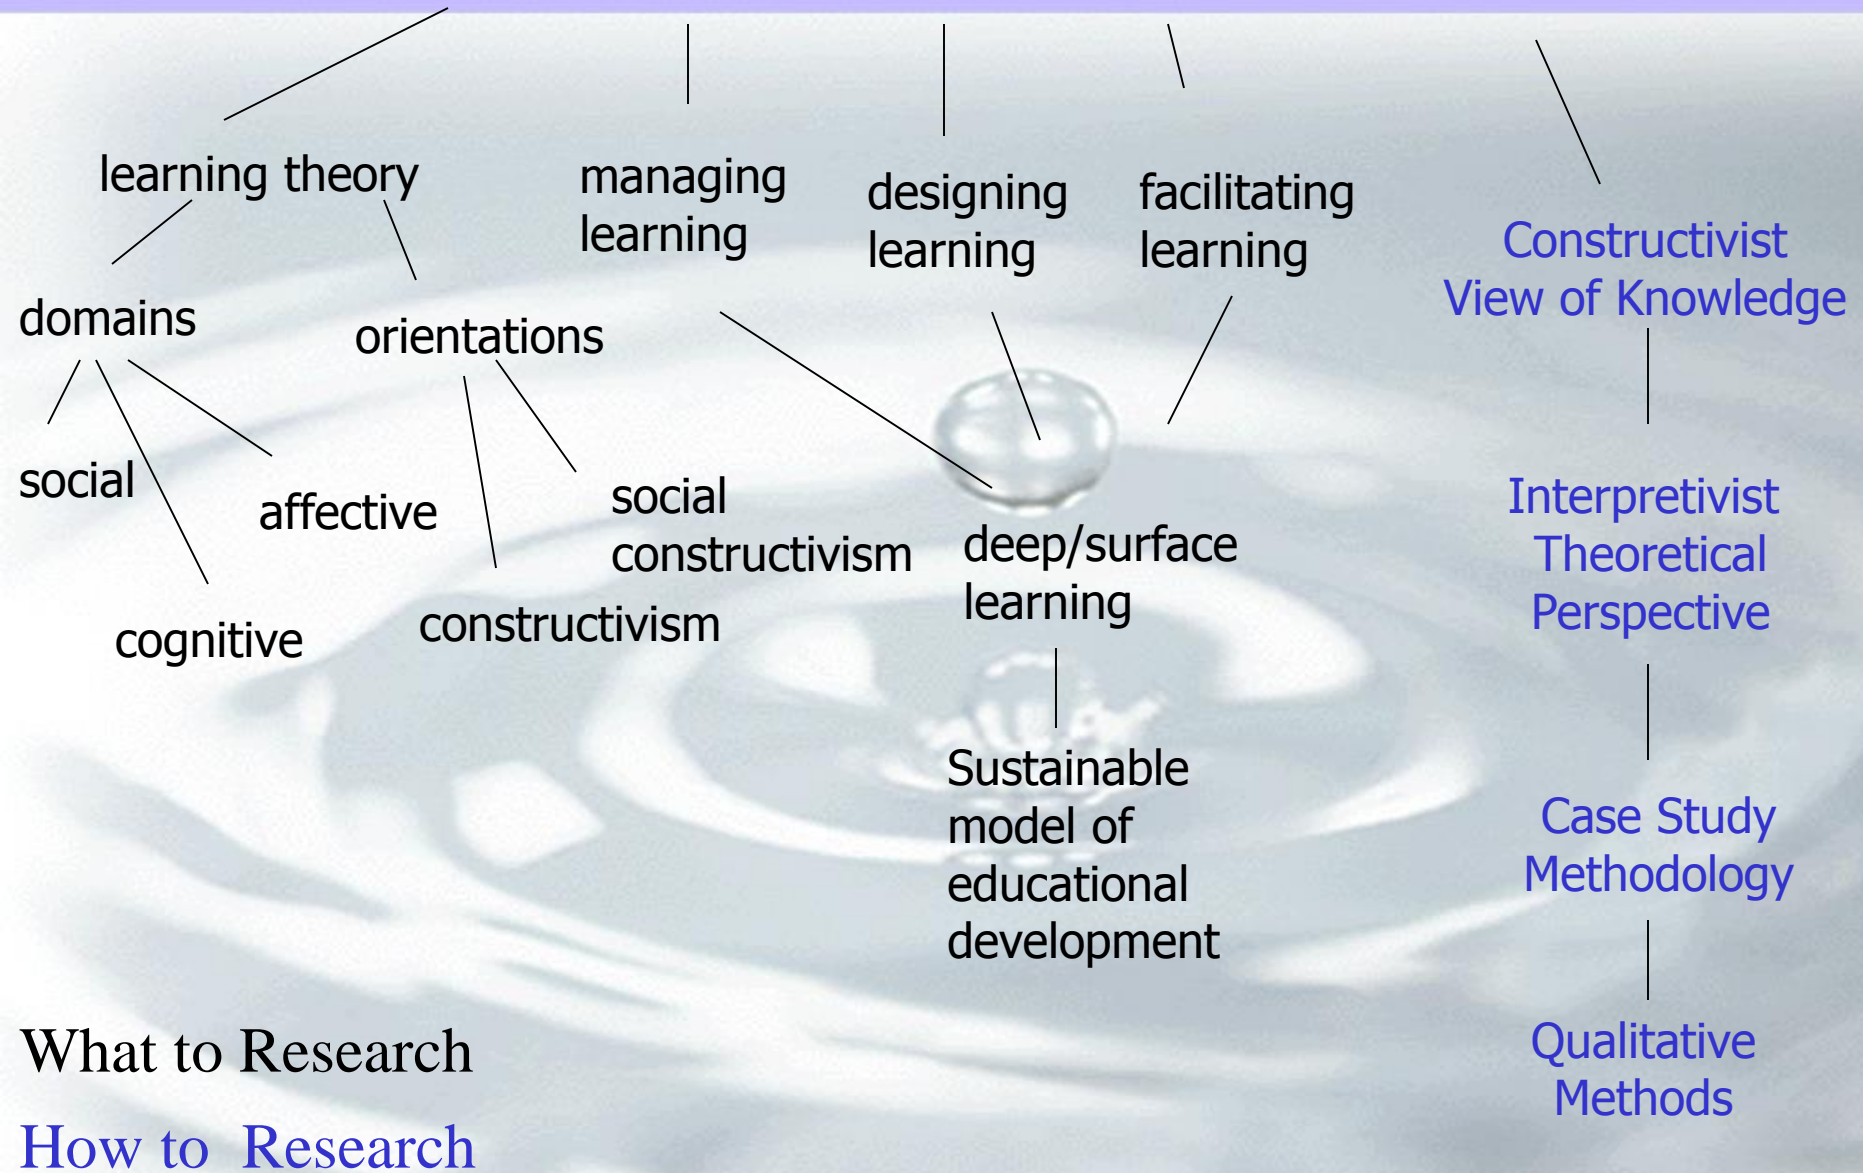 learning theory
managing
learning
designing
learning
facilitating
learning
Constructivist
View of Knowledge
domains
orientations
social
affective
cognitive
social
constructivism
constructivism
deep/surface
learning
Interpretivist
Theoretical
Perspective
Sustainable
model of
educational
development
Case Study
Methodology
Qualitative
Methods
What to Research
How to  Research